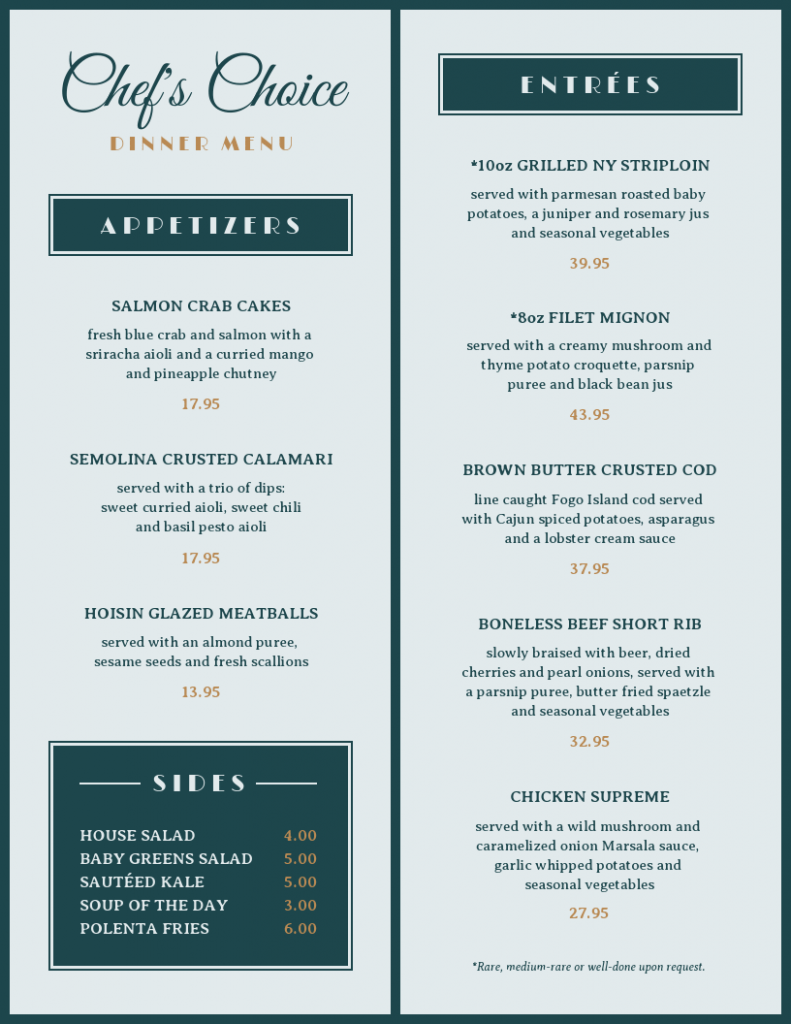 Chef's Choice
DINNER MENU
APPETIZERS
SALMON CRAB CAKES
fresh blue crab and salmon with a
sriracha aioli and a curried mango
and pineapple chutney
17.95
SEMOLINA CRUSTED CALAMARI
served with a trio of dips:
sweet curried aioli, sweet chili
and basil pesto aioli
17.95
HOISIN GLAZED MEATBALLS
served with an almond puree,
sesame seeds and fresh scallions
13.95
SIDES
HOUSE SALAD 4.00
BABY GREENS SALAD 5.00
SAUTÉED KALE 5.00
SOUP OF THE DAY 3.00
POLENTA FRIES 6.00
ENTRÉES
*10oz GRILLED NY STRIPLOIN
served with parmesan roasted baby
potatoes, a juniper and rosemary jus
and seasonal vegetables
39.95
*8oz FILET MIGNON
served with a creamy mushroom and
thyme potato croquette, parsnip
puree and black bean jus
43.95
BROWN BUTTER CRUSTED COD
line caught Fogo Island cod served
with Cajun spiced potatoes, asparagus
and a lobster cream sauce
37.95
BONELESS BEEF SHORT RIB
slowly braised with beer, dried
cherries and pearl onions, served with
a parsnip puree, butter fried spaetzle
and seasonal vegetables
32.95
CHICKEN SUPREME
served with a wild mushroom and
caramelized onion Marsala sauce,
garlic whipped potatoes and
seasonal vegetables
27.95
*Rare, medium-rare or well-done upon request.